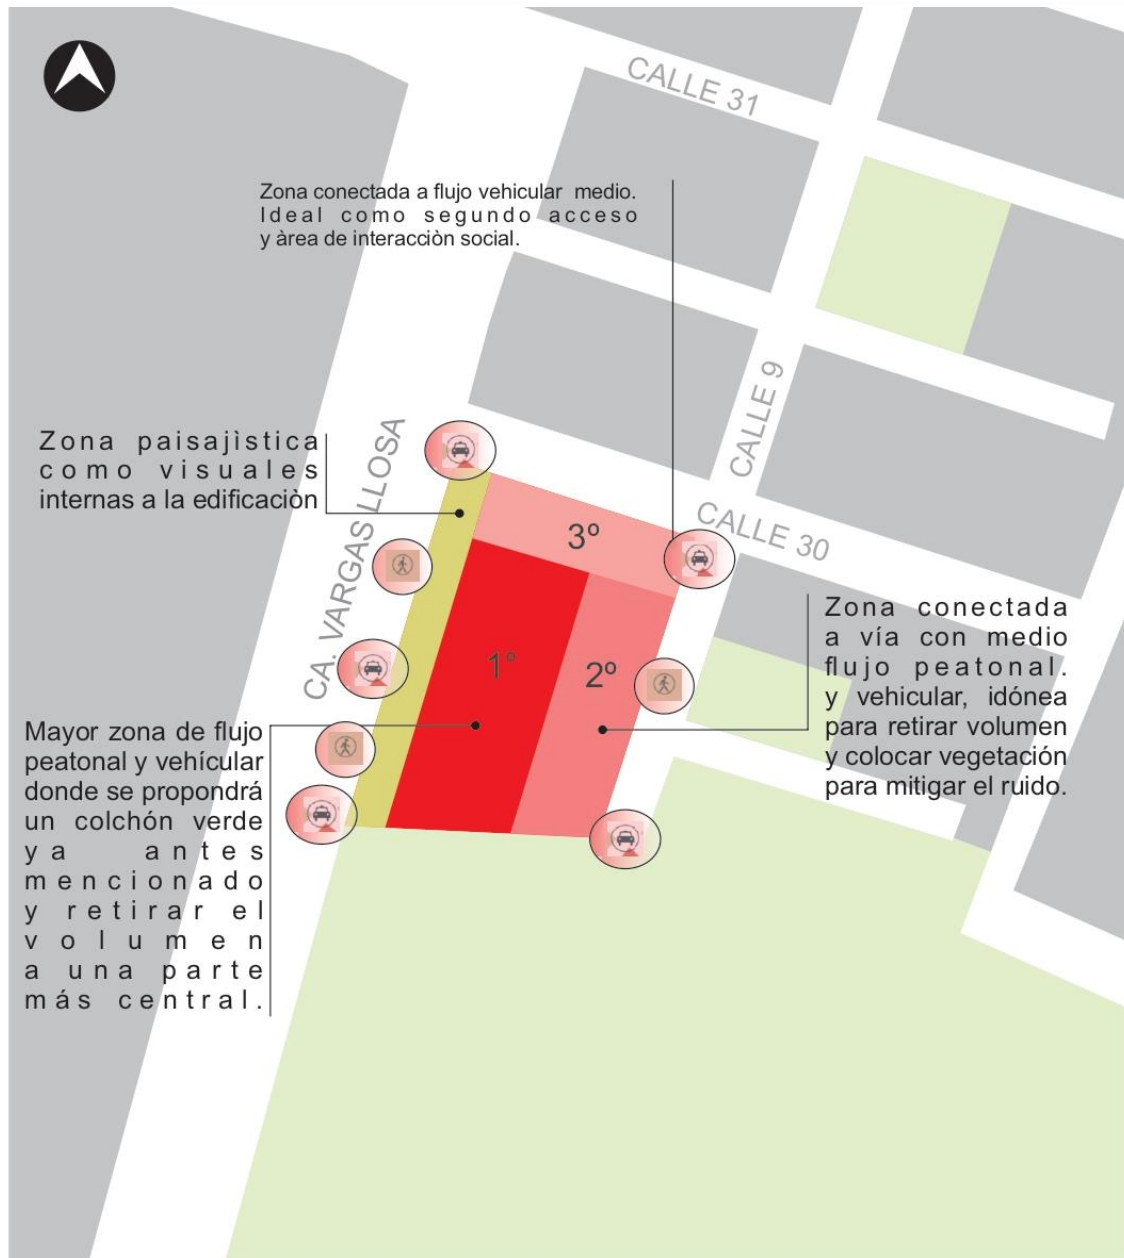 CALLE 31
Zona conectada a flujo vehicular medio.
Ideal como segundo acceso
y àrea de interacciòn social.
CALLE 9
Zona paisajìstica
como visuales
internas a la edificaciòn
CA. VARGAS LLOSA
CALLE 30
3º
1º
2º
Zona conectada
a vía con medio
flujo peatonal.
y vehicular, idónea
para retirar volumen
y colocar vegetación
para mitigar el ruido.
Mayor zona de flujo
peatonal y vehícular
donde se propondrá
un colchón verde
ya antes
mencionado
y retirar el
volumen
a una parte
más central.